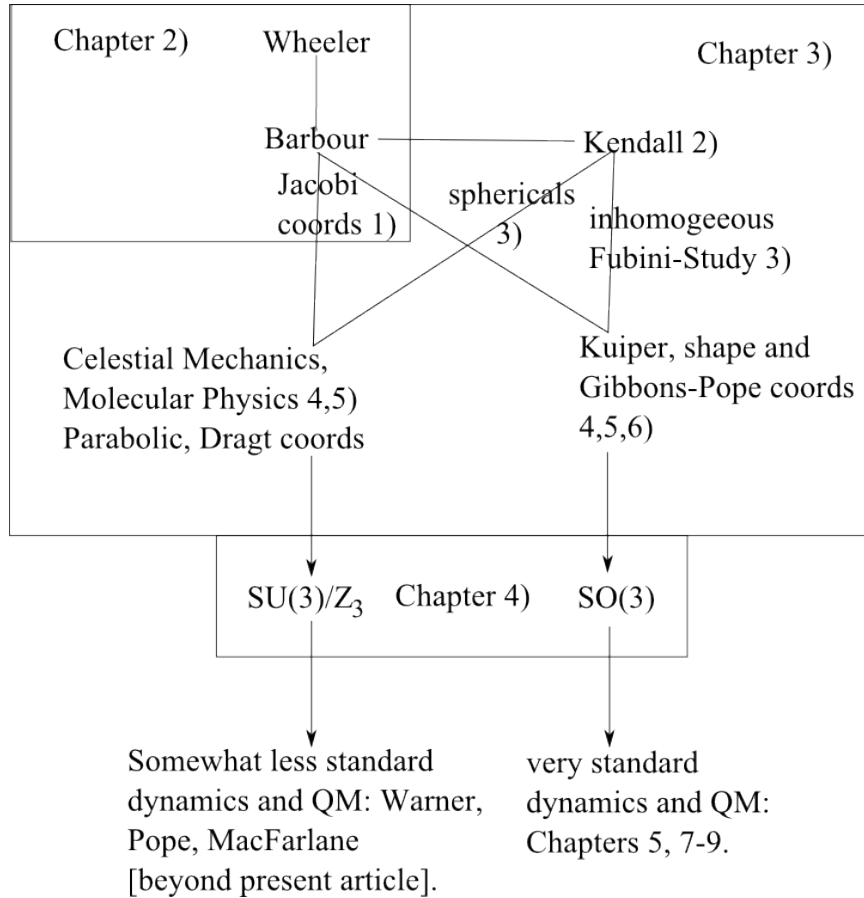 Chapter 2)
Wheeler
Chapter 3)
Barbour
Kendall 2)
Jacobi
coords 1)
sphericals
3)
inhomogeeous
Fubini-Study 3)
Celestial Mechanics,
Molecular Physics 4,5)
Parabolic, Dragt coords
Kuiper, shape and
Gibbons-Pope coords
4,5,6)
SU(3)/Z₃
Chapter 4)
SO(3)
Somewhat less standard
dynamics and QM: Warner,
Pope, MacFarlane
[beyond present article].
very standard
dynamics and QM:
Chapters 5, 7-9.